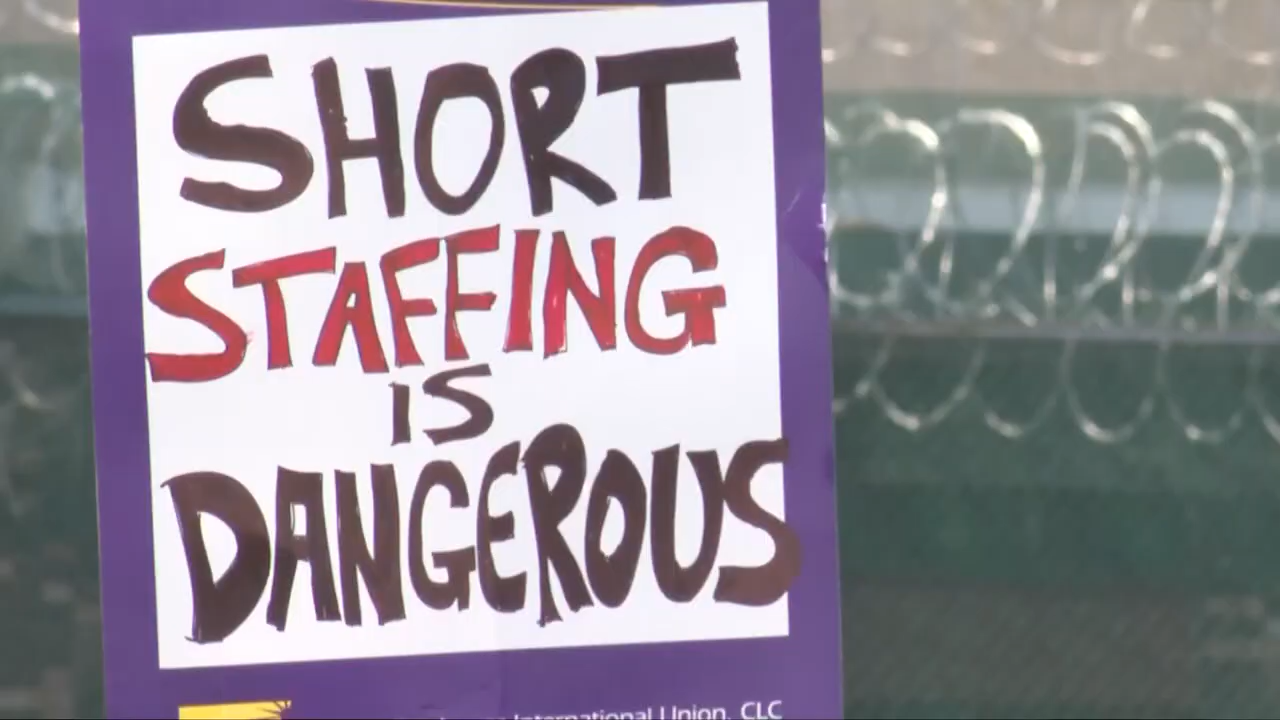 SHORT
STAFFING
IS
DANGEROUS
International Union, CLC